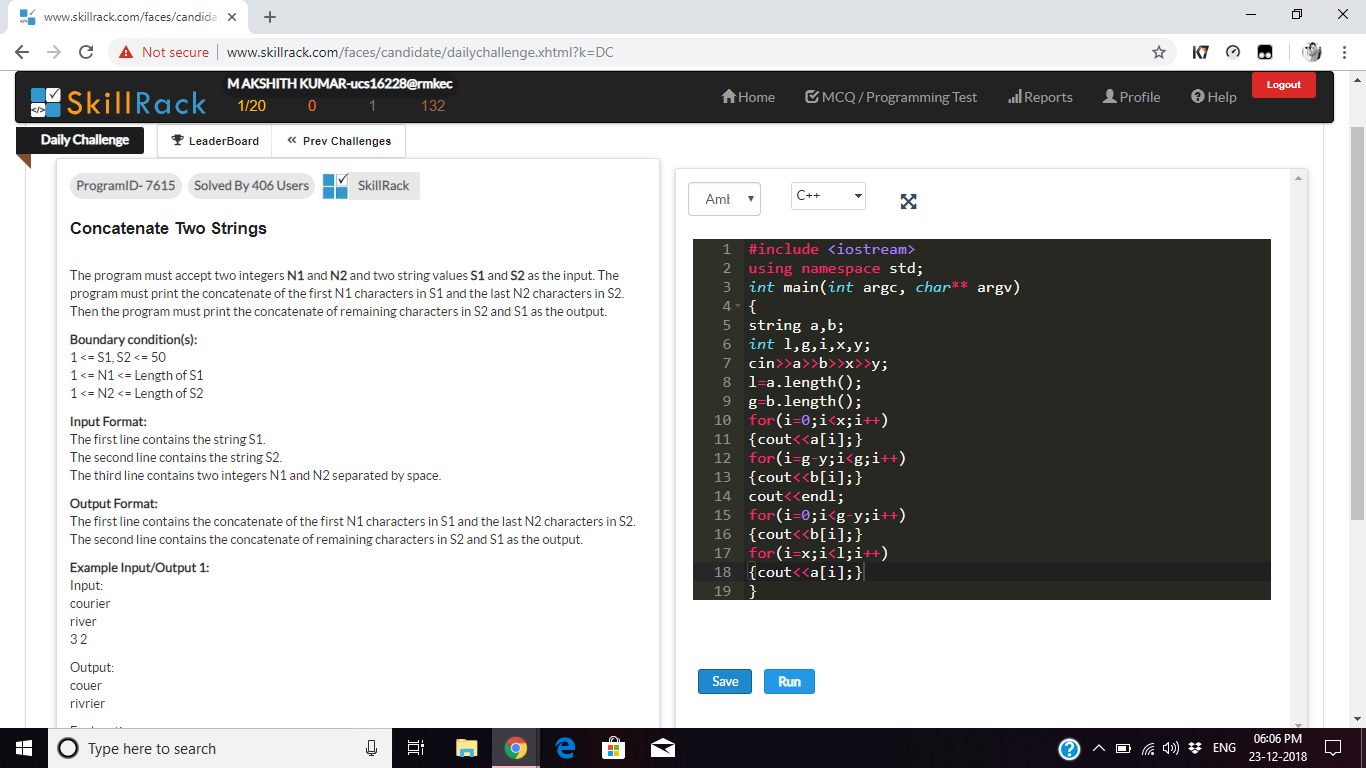 www.skillrack.com/faces/candida
Not secure | www.skillrack.com/faces/candidate/dailychallenge.xhtml?k=DC
SkillRack
M AKSHITH KUMAR-ucs16228@rmkec
1/20 0 1 132
Home MCQ / Programming Test Reports Profile Help Logout
Daily Challenge LeaderBoard Prev Challenges
ProgramID- 7615 Solved By 406 Users SkillRack
Concatenate Two Strings
The program must accept two integers N1 and N2 and two string values S1 and S2 as the input. The
program must print the concatenate of the first N1 characters in S1 and the last N2 characters in S2.
Then the program must print the concatenate of remaining characters in S2 and S1 as the output.
Boundary condition(s):
1 <= S1, S2 <= 50
1 <= N1 <= Length of S1
1 <= N2 <= Length of S2
Input Format:
The first line contains the string S1.
The second line contains the string S2.
The third line contains two integers N1 and N2 separated by space.
Output Format:
The first line contains the concatenate of the first N1 characters in S1 and the last N2 characters in S2.
The second line contains the concatenate of remaining characters in S2 and S1 as the output.
Example Input/Output 1:
Input:
courier
river
3 2
Output:
couer
rivrier
C++
1 #include <iostream>
2 using namespace std;
3 int main(int argc, char** argv)
4 {
5 string a,b;
6 int l,g,i,x,y;
7 cin>>a>>b>>x>>y;
8 l=a.length();
9 g=b.length();
10 for(i=0;i<x;i++)
11 {cout<<a[i];}
12 for(i=g-y;i<g;i++)
13 {cout<<b[i];}
14 cout<<endl;
15 for(i=0;i<g-y;i++)
16 {cout<<b[i];}
17 for(i=x;i<l;i++)
18 {cout<<a[i];}
19 }
Save Run
Type here to search
ENG
06:06 PM
23-12-2018